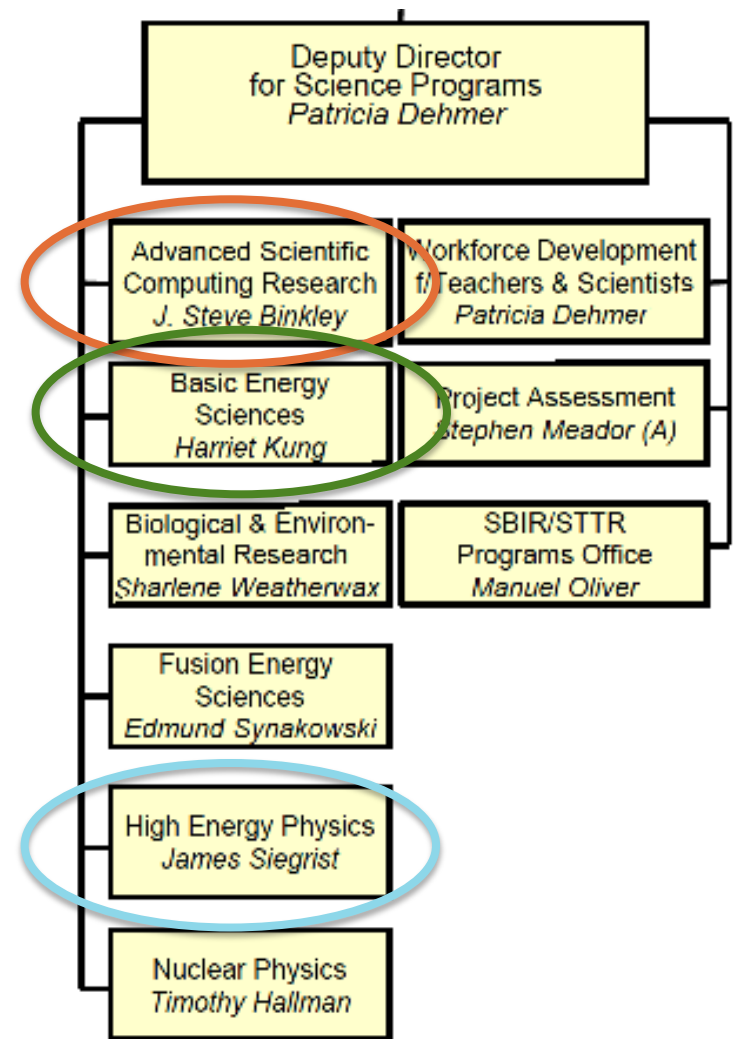 Deputy Director
for Science Programs
Patricia Dehmer
Advanced Scientific
Computing Research
J. Steve Binkley
Workforce Development
f/Teachers & Scientists
Patricia Dehmer
Basic Energy
Sciences
Harriet Kung
Project Assessment
Stephen Meador (A)
Biological & Environ-
mental Research
Sharlene Weatherwax
SBIR/STTR
Programs Office
Manuel Oliver
Fusion Energy
Sciences
Edmund Synakowski
High Energy Physics
James Siegrist
Nuclear Physics
Timothy Hallman